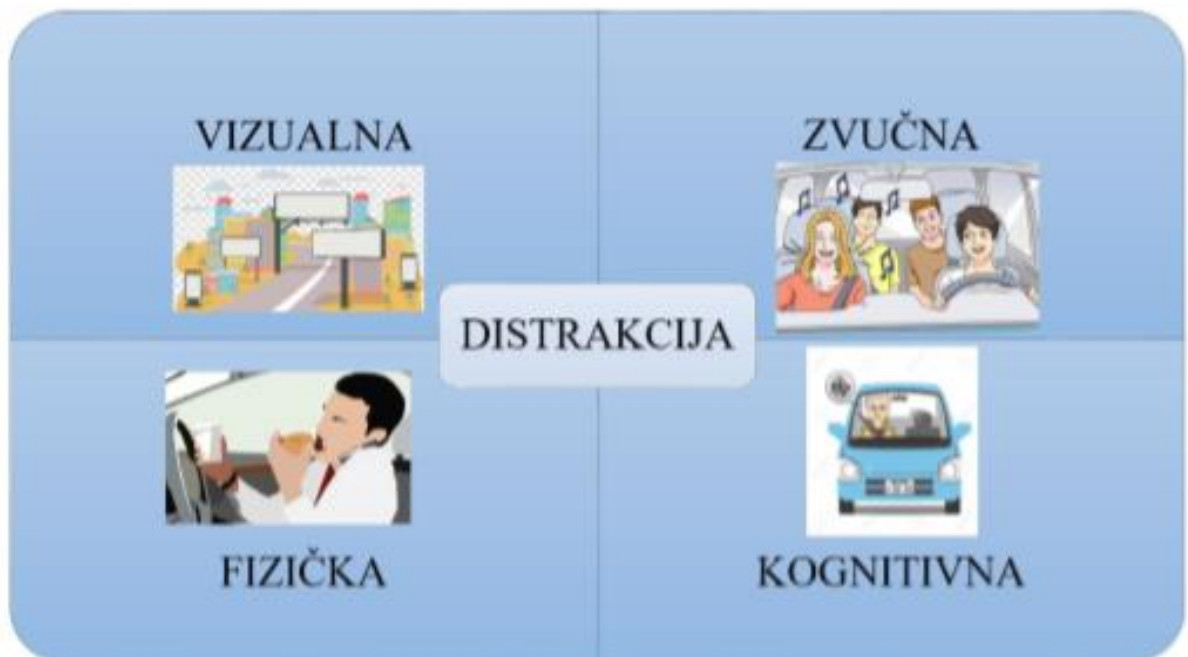 VIZUALNA
ZVUČNA
DISTRAKCIJA
FIZIČKA
KOGNITIVNA